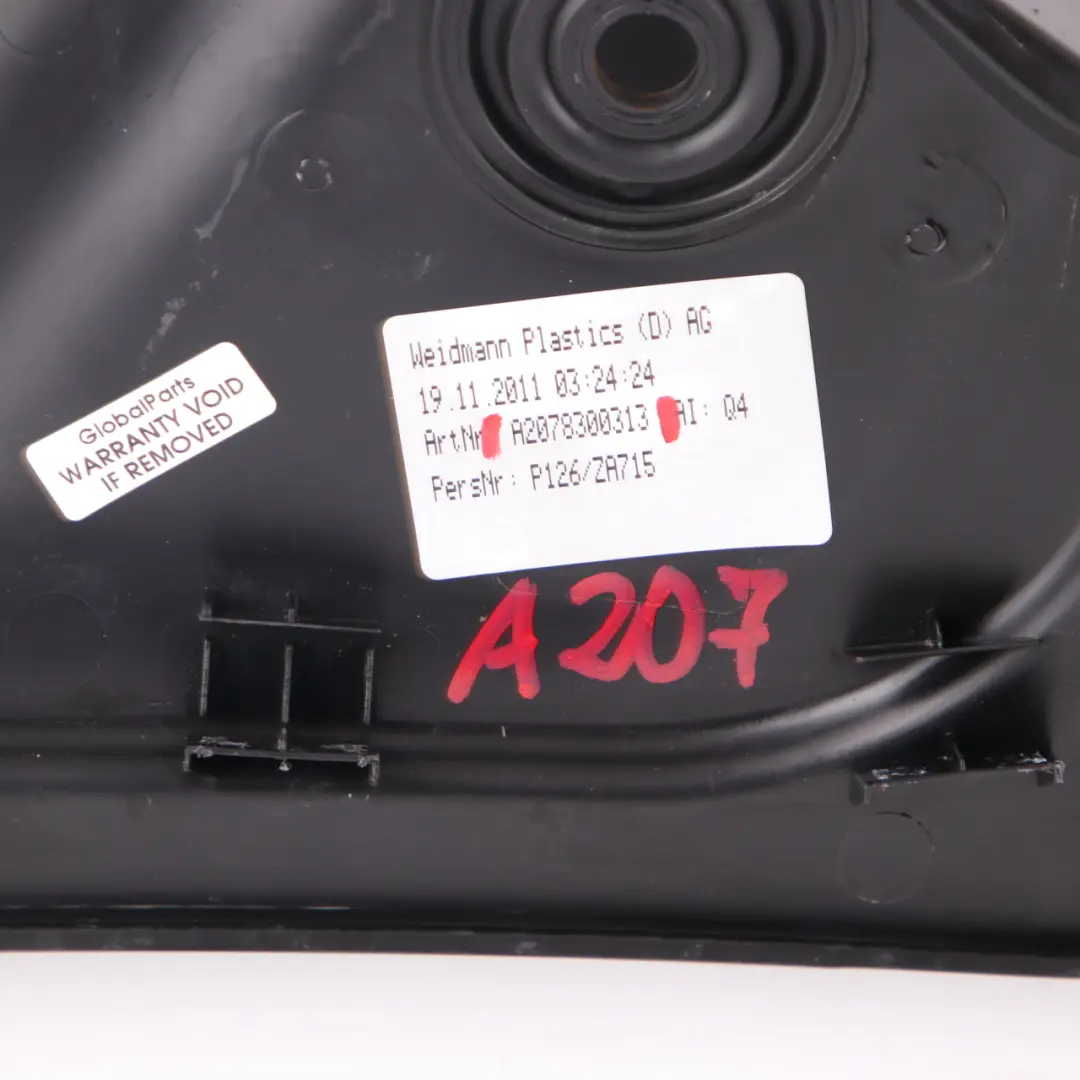 GlobalParts
WARRANTY VOID
IF REMOVED
Weidmann Plastics (D) AG
19.11.2011 03:24:24
ArtNr A2078300313 AI: Q4
PersNr: P126/ZA715
A207